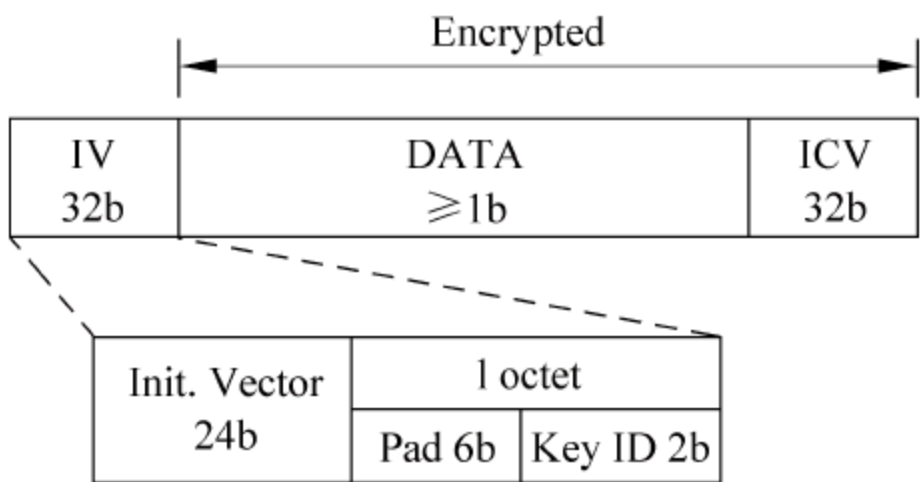 Encrypted
IV
32b
DATA
⩾1b
ICV
32b
Init. Vector
24b
1 octet
Pad 6b
Key ID 2b